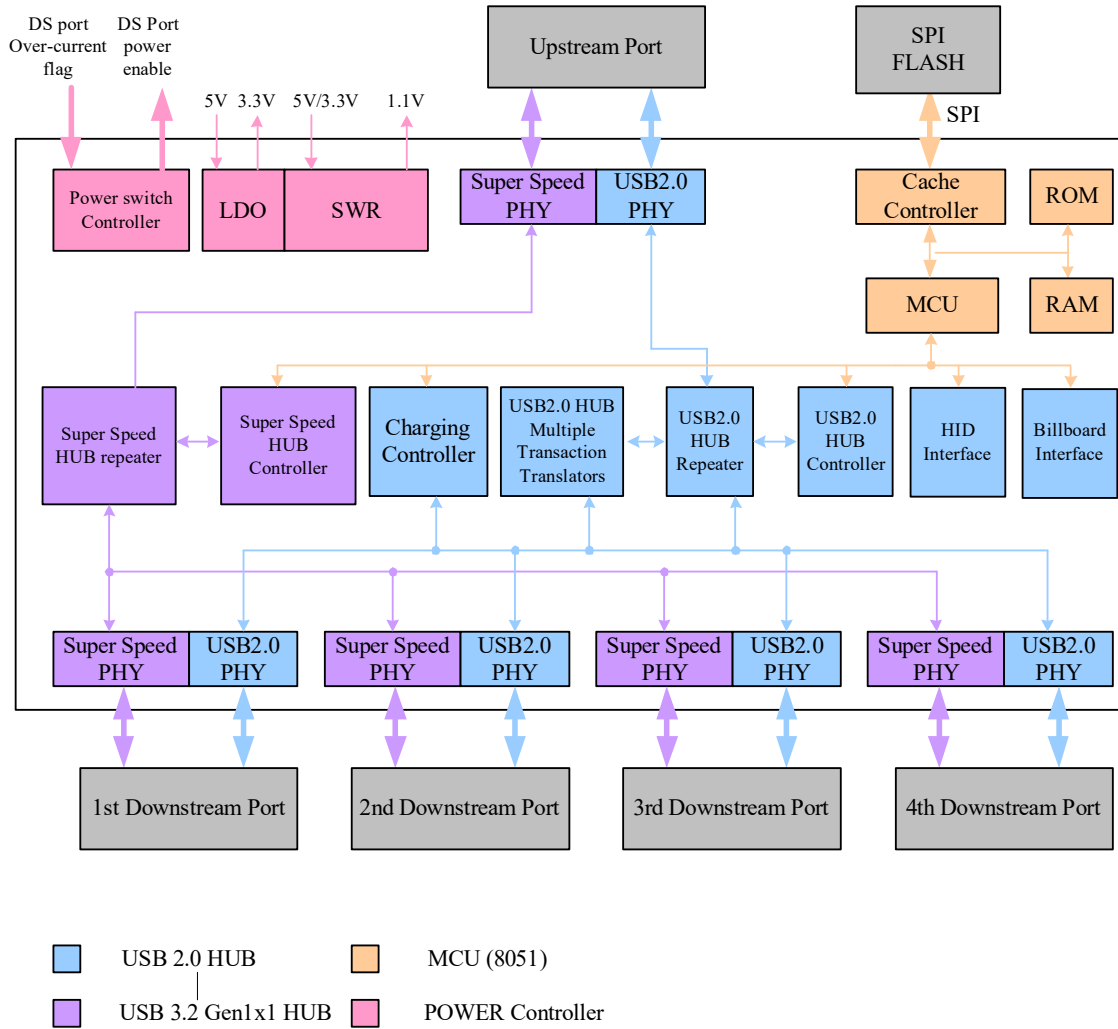 DS port
Over-current
flag
DS Port
power
enable
Upstream Port
SPI
FLASH
5V
3.3V
5V/3.3V
1.1V
SPI
Power switch
Controller
LDO
SWR
Super Speed
PHY
USB2.0
PHY
Cache
Controller
ROM
MCU
RAM
Super Speed
HUB repeater
Super Speed
HUB
Controller
Charging
Controller
USB2.0 HUB
Multiple
Transaction
Translators
USB2.0
HUB
Repeater
USB2.0
HUB
Controller
HID
Interface
Billboard
Interface
Super Speed
PHY
USB2.0
PHY
Super Speed
PHY
USB2.0
PHY
Super Speed
PHY
USB2.0
PHY
Super Speed
PHY
USB2.0
PHY
1st Downstream Port
2nd Downstream Port
3rd Downstream Port
4th Downstream Port
USB 2.0 HUB
MCU (8051)
USB 3.2 Gen1x1 HUB
POWER Controller